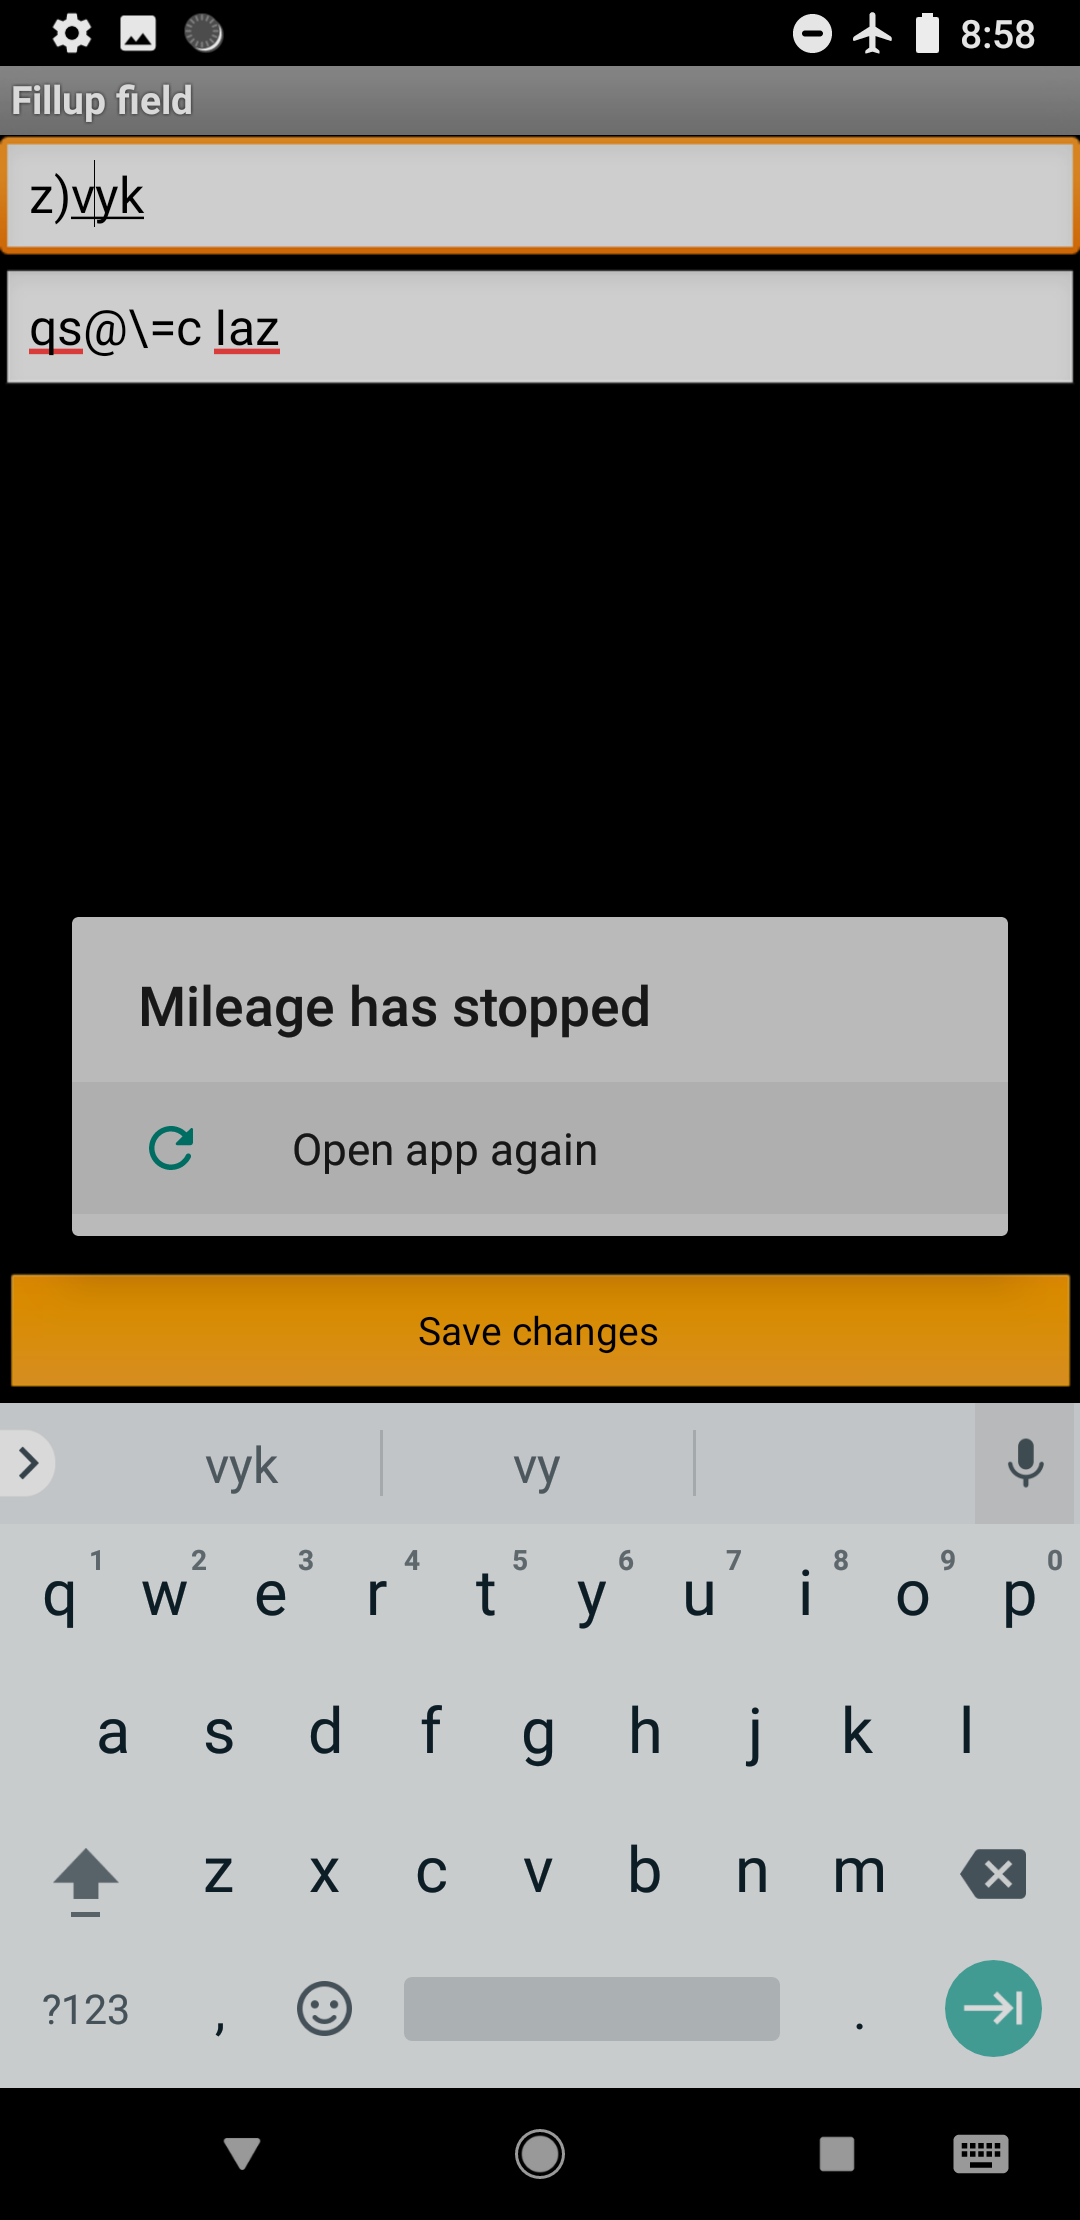 8:58
Fillup field
z)vyk
qs@\=c laz
Mileage has stopped
Open app again
Save changes
vyk vy
1 2 3 4 5 6 7 8 9 0
q w e r t y u i o p
a s d f g h j k l
z x c v b n m
?123 , .